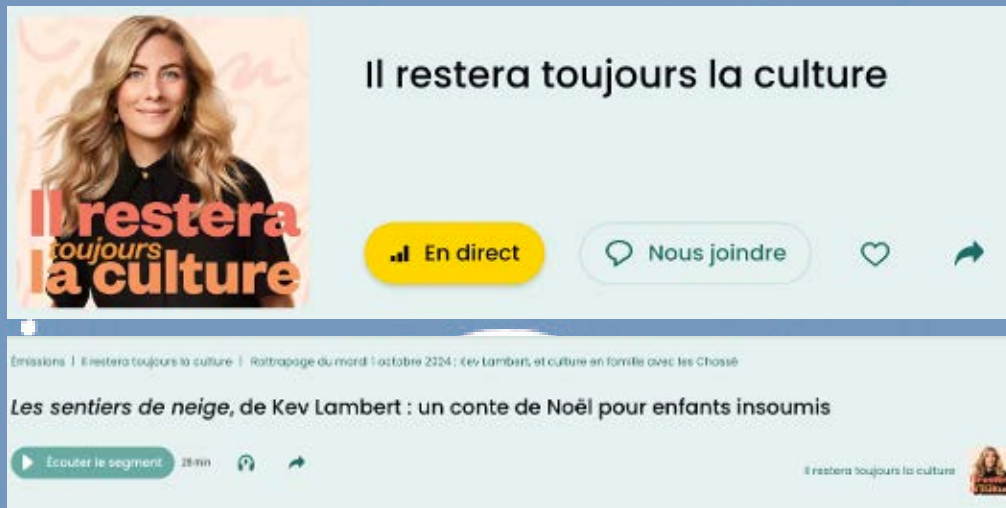 Il restera
toujours
la culture
Il restera toujours la culture
En direct
Nous joindre
Émissions | Il restera toujours la culture | Rattrapage du mardi 1 octobre 2024 : Kev Lambert, et culture en famille avec les Chassé
Les sentiers de neige, de Kev Lambert : un conte de Noël pour enfants insoumis
Écouter le segment 28 min
Il restera toujours la culture